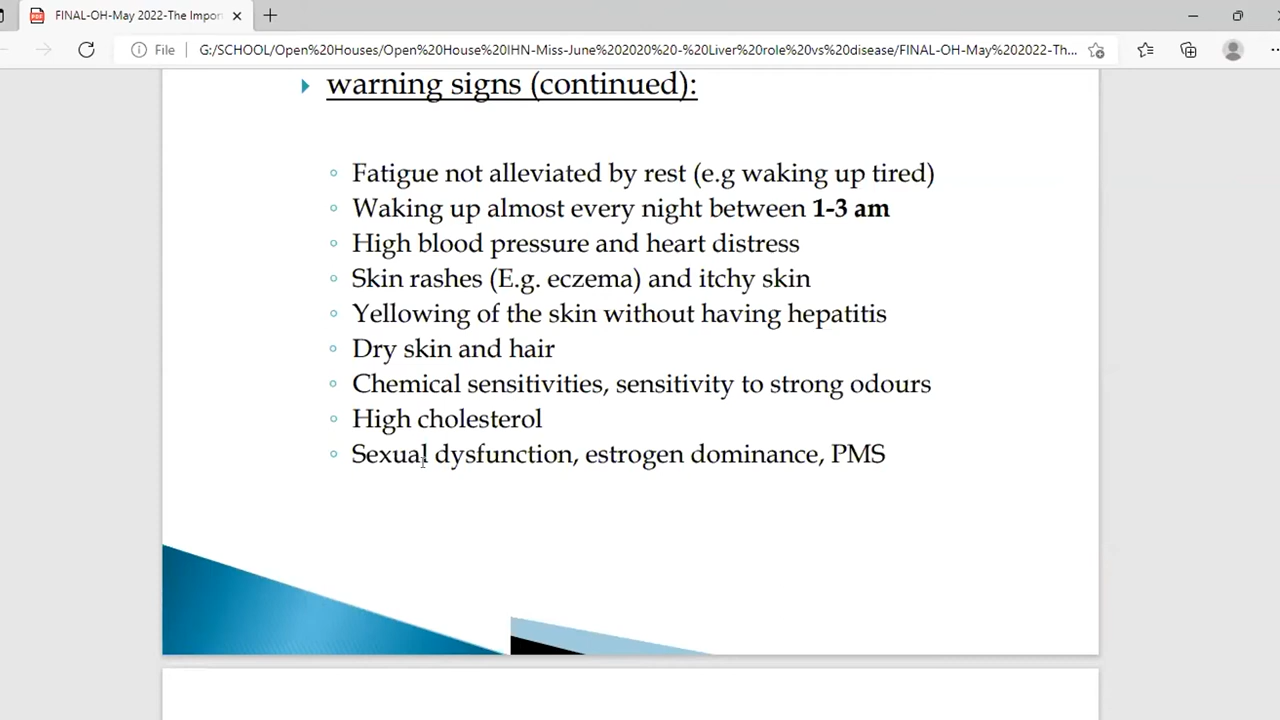 FINAL-OH-May 2022-The Impor
File
G:/SCHOOL/Open%20Houses/Open%20House%20IHN-Miss-June%202020%20-%20Liver%20role%20vs%20disease/FINAL-OH-May%202022-Th...
warning signs (continued):
Fatigue not alleviated by rest (e.g waking up tired)
Waking up almost every night between 1-3 am
High blood pressure and heart distress
Skin rashes (E.g. eczema) and itchy skin
Yellowing of the skin without having hepatitis
Dry skin and hair
Chemical sensitivities, sensitivity to strong odours
High cholesterol
Sexual dysfunction, estrogen dominance, PMS